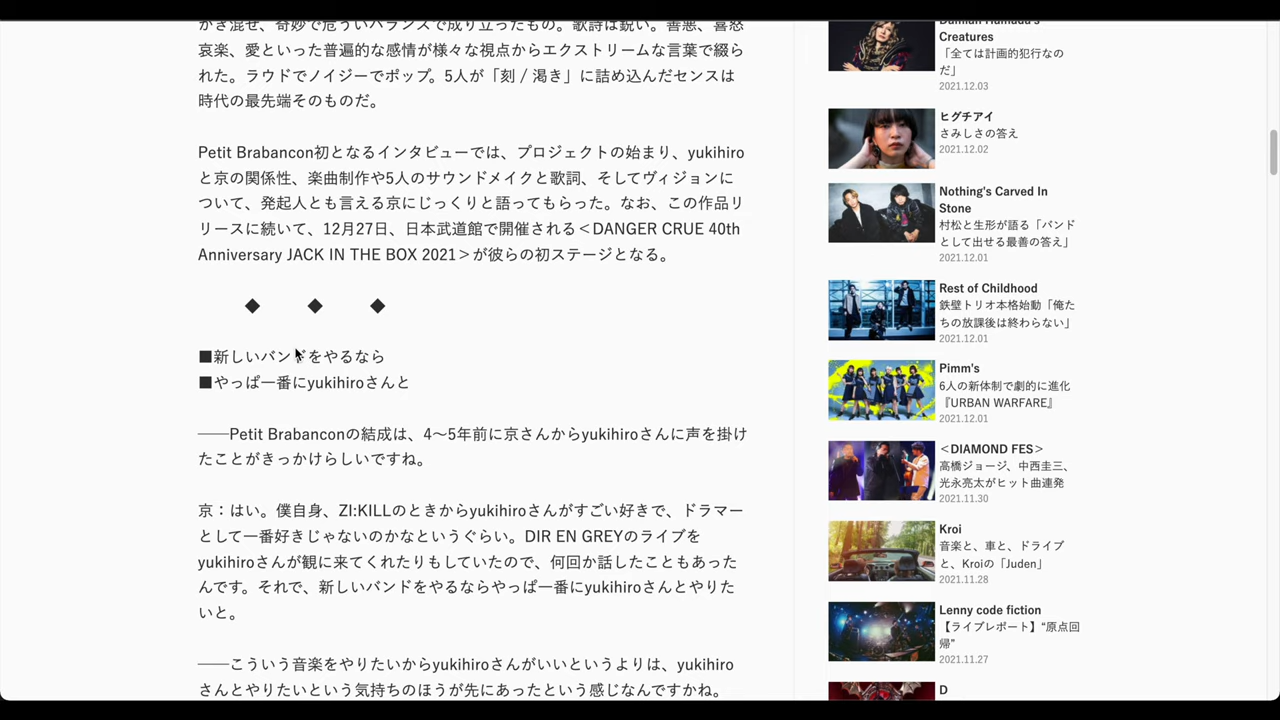 かき混ぜ、奇妙で危ういバランスで成り立ったもの。歌詩は鋭い。善悪、喜怒
哀楽、愛といった普遍的な感情が様々な視点からエクストリームな言葉で綴ら
れた。ラウドでノイジーでポップ。5人が「刻 / 渇き」に詰め込んだセンスは
時代の最先端そのものだ。
Petit Brabancon初となるインタビューでは、プロジェクトの始まり、yukihiro
と京の関係性、楽曲制作や5人のサウンドメイクと歌詞、そしてヴィジョンに
ついて、発起人とも言える京にじっくりと語ってもらった。なお、この作品リ
リースに続いて、12月27日、日本武道館で開催される＜DANGER CRUE 40th
Anniversary JACK IN THE BOX 2021＞が彼らの初ステージとなる。
◆ ◆ ◆
■新しいバンドをやるなら
■やっぱ一番にyukihiroさんと
――Petit Brabanconの結成は、4〜5年前に京さんからyukihiroさんに声を掛け
たことがきっかけらしいですね。
京：はい。僕自身、ZI:KILLのときからyukihiroさんがすごい好きで、ドラマー
として一番好きじゃないのかなというぐらい。DIR EN GREYのライブを
yukihiroさんが観に来てくれたりもしていたので、何回か話したこともあった
んです。それで、新しいバンドをやるならやっぱ一番にyukihiroさんとやりた
いと。
――こういう音楽をやりたいからyukihiroさんがいいというよりは、yukihiro
さんとやりたいという気持ちのほうが先にあったという感じなんですかね。
Damian Hamada's
Creatures
「全ては計画的犯行なの
だ」
2021.12.03
ヒグチアイ
さみしさの答え
2021.12.02
Nothing's Carved In
Stone
村松と生形が語る「バンド
として出せる最善の答え」
2021.12.01
Rest of Childhood
鉄壁トリオ本格始動「俺た
ちの放課後は終わらない」
2021.12.01
Pimm's
6人の新体制で劇的に進化
『URBAN WARFARE』
2021.12.01
＜DIAMOND FES＞
高橋ジョージ、中西圭三、
光永亮太がヒット曲連発
2021.11.30
Kroi
音楽と、車と、ドライブ
と、Kroiの「Juden」
2021.11.28
Lenny code fiction
【ライブレポート】“原点回
帰”
2021.11.27
D